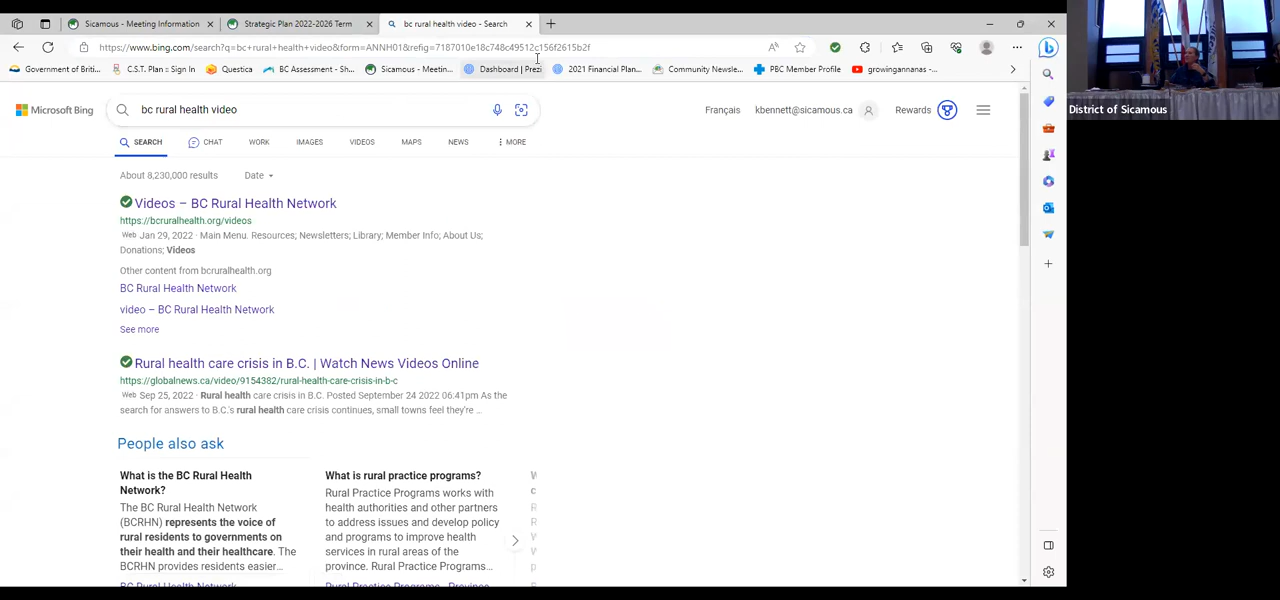 Sicamous - Meeting Information
Strategic Plan 2022-2026 Term
bc rural health video - Search
https://www.bing.com/search?q=bc+rural+health+video&form=ANNH01&refig=7187010e18c748c49512c156f2615b2f
Government of Briti...
C.S.T. Plan :: Sign In
Questica
BC Assessment - Sh...
Sicamous - Meetin...
Dashboard | Prezi
2021 Financial Plan...
Community Newsle...
PBC Member Profile
growingannanas -...
District of Sicamous
Microsoft Bing
bc rural health video
Français
kbennett@sicamous.ca
Rewards
SEARCH
CHAT
WORK
IMAGES
VIDEOS
MAPS
NEWS
MORE
About 8,230,000 results
Date
Videos – BC Rural Health Network
https://bcruralhealth.org/videos
Web Jan 29, 2022 · Main Menu. Resources; Newsletters; Library; Member Info; About Us;
Donations; Videos
Other content from bcruralhealth.org
BC Rural Health Network
video – BC Rural Health Network
See more
Rural health care crisis in B.C. | Watch News Videos Online
https://globalnews.ca/video/9154382/rural-health-care-crisis-in-b-c
Web Sep 25, 2022 · Rural health care crisis in B.C. Posted September 24 2022 06:41pm As the
search for answers to B.C.'s rural health care crisis continues, small towns feel they're ...
People also ask
What is the BC Rural Health
Network?
The BC Rural Health Network
(BCRHN) represents the voice of
rural residents to governments on
their health and their healthcare. The
BCRHN provides residents easier...
BC Rural Health Network
What is rural practice programs?
Rural Practice Programs works with
health authorities and other partners
to address issues and develop policy
and programs to improve health
services in rural areas of the
province. Rural Practice Programs...
Rural Practice Programs - Province